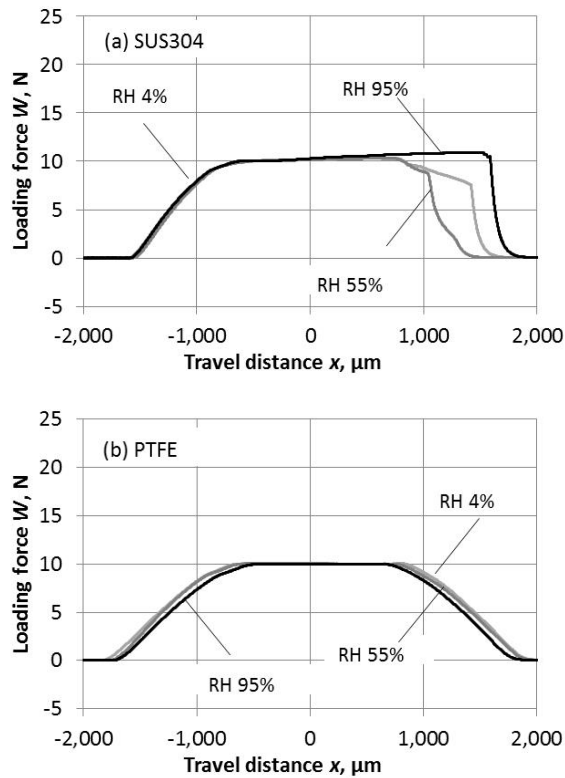 25
(a) SUS304
20
RH 4%
RH 95%
15
10
5
0
RH 55%
-5
-2,000 -1,000 0 1,000 2,000
Loading force W, N
Travel distance x, μm
25
(b) PTFE
20
RH 4%
15
10
5
RH 55%
0
RH 95%
-5
-2,000 -1,000 0 1,000 2,000
Loading force W, N
Travel distance x, μm